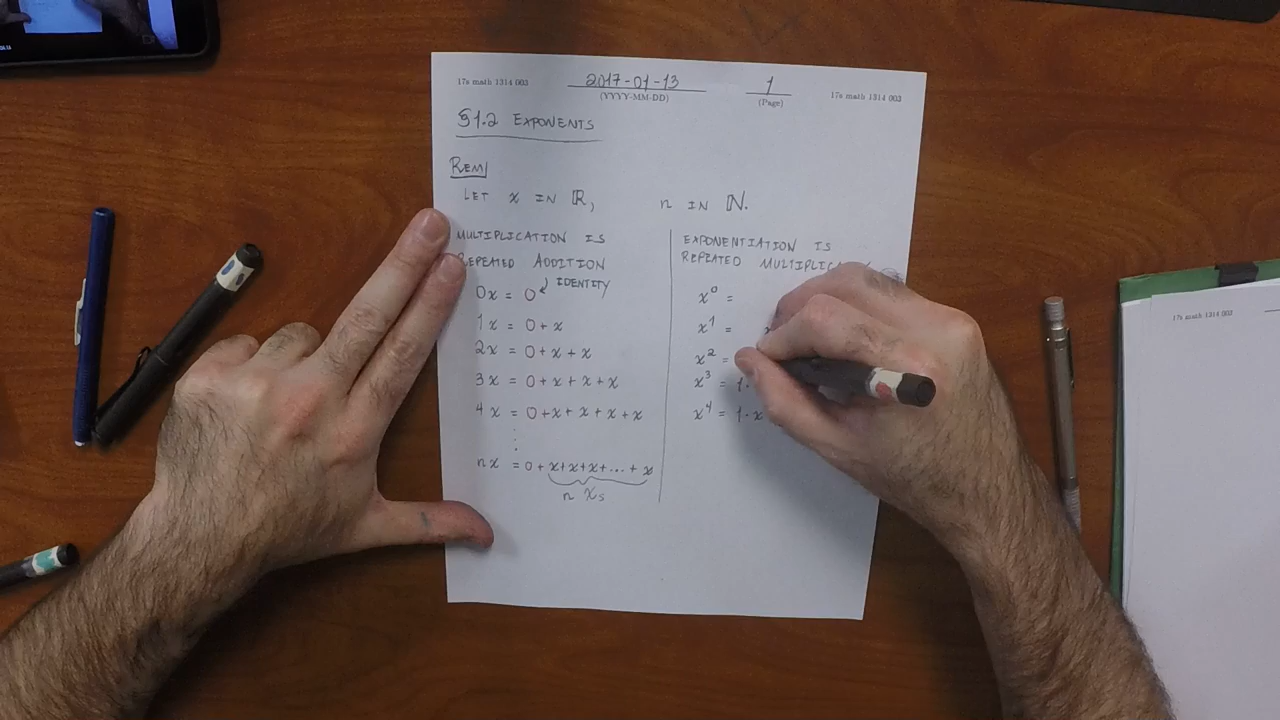 17s math 1314 003 2017-01-13 1 17s math 1314 003
(YYYY-MM-DD) (Page)
§1.2 EXPONENTS
REM
LET x IN ℝ, n IN ℕ.
MULTIPLICATION IS
REPEATED ADDITION
IDENTITY
0x = 0
1x = 0 + x
2x = 0 + x + x
3x = 0 + x + x + x
4x = 0 + x + x + x + x
nx = 0 + x+x+x+...+x
n xs
EXPONENTIATION IS
REPEATED
x⁰ =
x¹ =
x² =
x³ = 1·
x⁴ = 1·x
17s math 1314